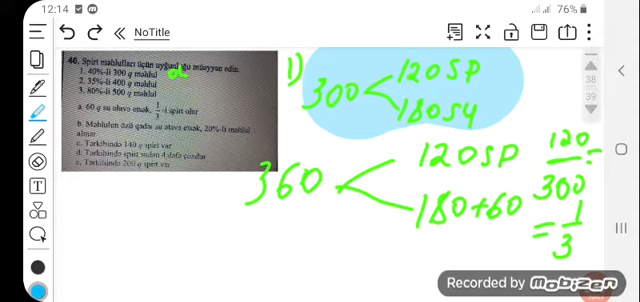 12:14
76%
NoTitle
46. Spirt məhlulları üçün uyğunluğu müəyyən edin.
1. 40%-li 300 q məhlul
2. 35%-li 400 q məhlul
3. 80%-li 500 q məhlul
a. 60 q su əlavə etsək, 1/3-i spirt olar
b. Məhlulun özü qədər su əlavə etsək, 20%-li məhlul
alınar
c. Tərkibində 140 q spirt var
d. Tərkibində spirt sudan 4 dəfə çoxdur
e. Tərkibində 200 q spirt var
1)
300
120 SP
180 SY
360
120 SP
180+60
120/300 =
= 1/3
38
39
T
Recorded by mobizen